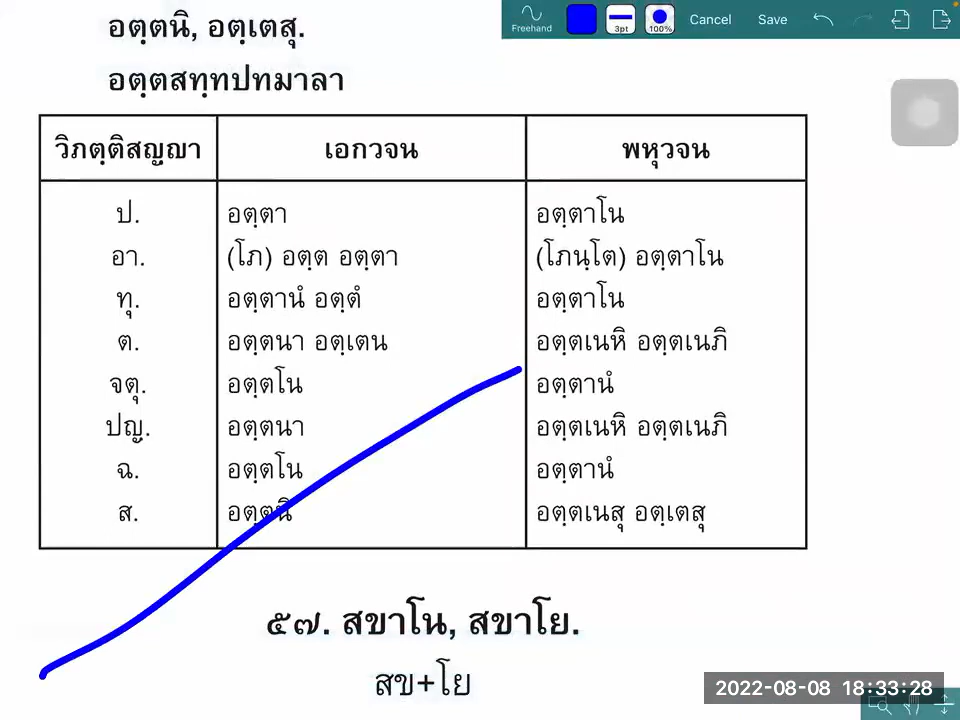 อตฺตนิ, อตฺเตสุ.
Freehand 3pt 100% Cancel Save
อตฺตสทฺทปทมาลา
วิภตฺติสญฺญา เอกวจน พหุวจน
ป. อตฺตา อตฺตาโน
อา. (โภ) อตฺต อตฺตา (โภนฺโต) อตฺตาโน
ทุ. อตฺตานํ อตฺตํ อตฺตาโน
ต. อตฺตนา อตฺเตน อตฺตเนหิ อตฺตเนภิ
จตุ. อตฺตโน อตฺตานํ
ปญฺ. อตฺตนา อตฺตเนหิ อตฺตเนภิ
ฉ. อตฺตโน อตฺตานํ
ส. อตฺตนิ อตฺตเนสุ อตฺเตสุ
๕๗. สขาโน, สขาโย.
สข+โย
2022-08-08 18:33:28